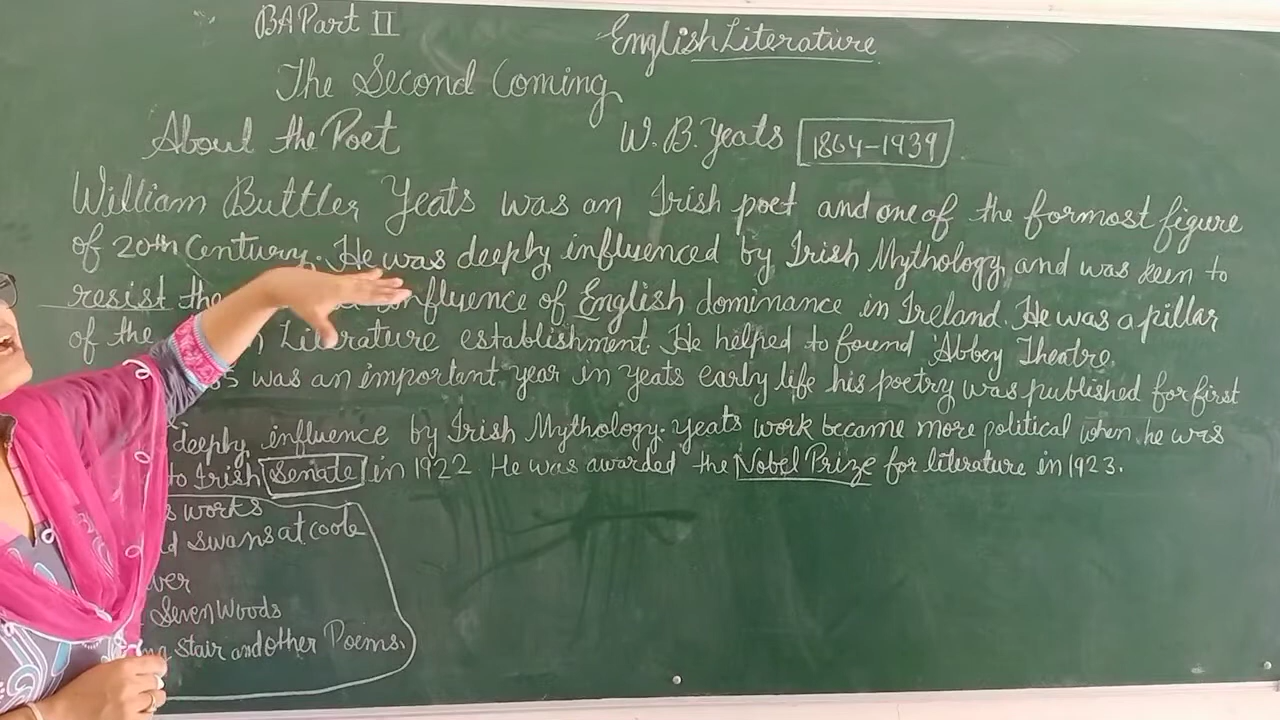 BA Part II
English Literature
The Second Coming
About the Poet
W. B. Yeats 1864-1939
William Buttler Yeats was an Irish poet and one of the formost figure
of 20th Century. He was deeply influenced by Irish Mythology and was keen to
resist the influence of English dominance in Ireland. He was a pillar
of the Literature establishment. He helped to found Abbey Theatre.
was an important year in Yeats early life his poetry was published for first
deeply influence by Irish Mythology. Yeats work became more political when he was
to Irish Senate in 1922. He was awarded the Nobel Prize for literature in 1923.
works
Swans at coole
Seven Woods
Stair and other Poems.